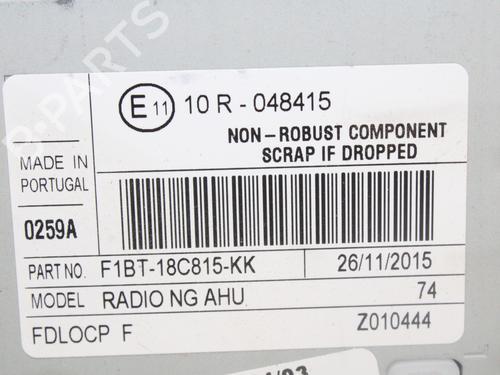 E 11 10 R - 048415
NON-ROBUST COMPONENT
SCRAP IF DROPPED
MADE IN
PORTUGAL
0259A
PART NO. F1BT-18C815-KK 26/11/2015
MODEL RADIO NG AHU 74
FDLOCP F Z010444
B-PARTS